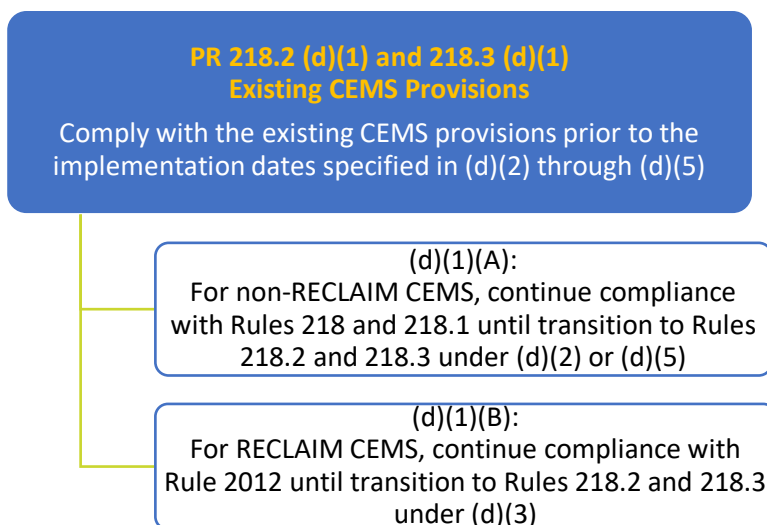 PR 218.2 (d)(1) and 218.3 (d)(1)
Existing CEMS Provisions
Comply with the existing CEMS provisions prior to the
implementation dates specified in (d)(2) through (d)(5)
(d)(1)(A):
For non-RECLAIM CEMS, continue compliance
with Rules 218 and 218.1 until transition to Rules
218.2 and 218.3 under (d)(2) or (d)(5)
(d)(1)(B):
For RECLAIM CEMS, continue compliance with
Rule 2012 until transition to Rules 218.2 and 218.3
under (d)(3)